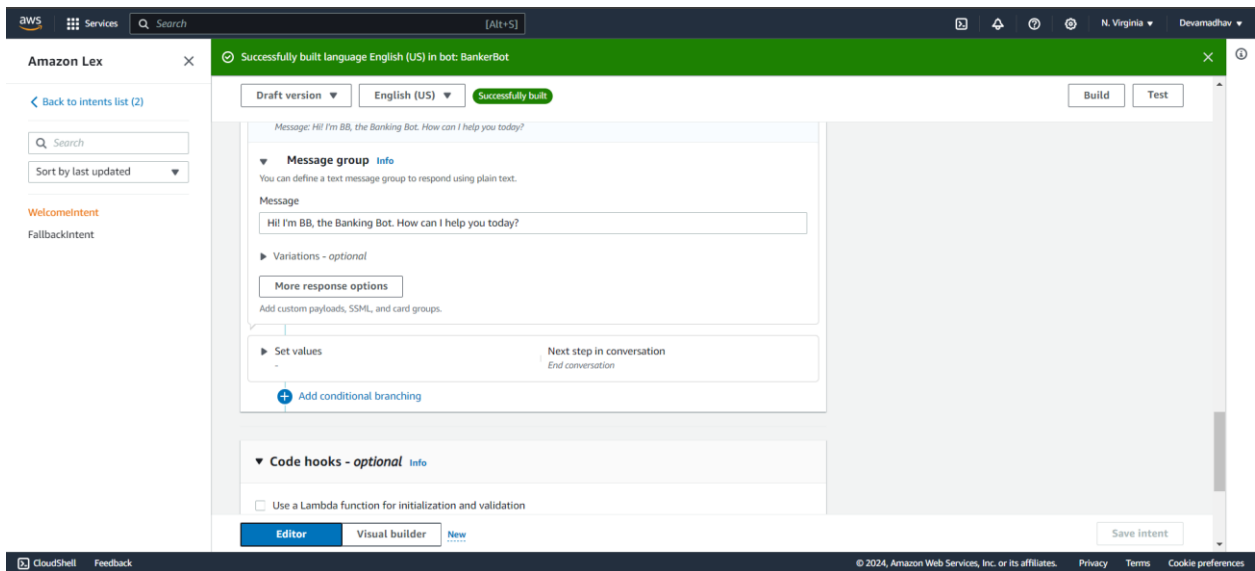 aws Services Search [Alt+S] N. Virginia ▼ Devamadhav ▼
Successfully built language English (US) in bot: BankerBot
Amazon Lex
Back to intents list (2)
Search
Sort by last updated
WelcomeIntent
FallbackIntent
Draft version ▼ English (US) ▼ Successfully built Build Test
Message: Hi! I'm BB, the Banking Bot. How can I help you today?
Message group Info
You can define a text message group to respond using plain text.
Message
Hi! I'm BB, the Banking Bot. How can I help you today?
Variations - optional
More response options
Add custom payloads, SSML, and card groups.
Set values Next step in conversation
- End conversation
Add conditional branching
Code hooks - optional Info
Use a Lambda function for initialization and validation
Editor Visual builder New Save intent
CloudShell Feedback © 2024, Amazon Web Services, Inc. or its affiliates. Privacy Terms Cookie preferences